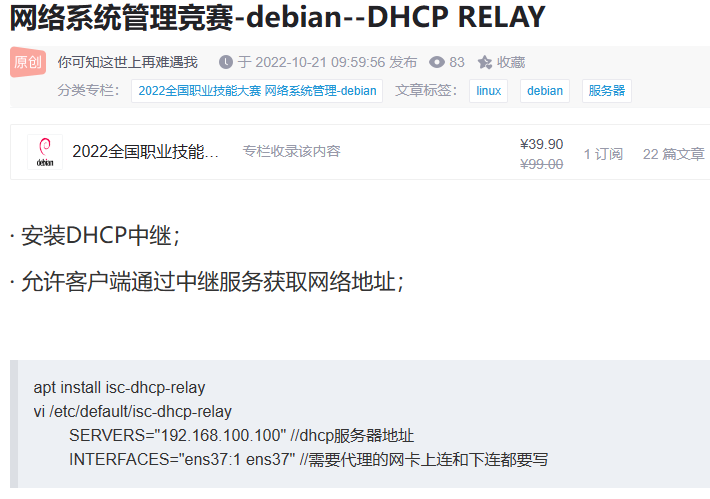 网络系统管理竞赛-debian--DHCP RELAY
原创 你可知这世上再难遇我 于 2022-10-21 09:59:56 发布 83 收藏
分类专栏： 2022全国职业技能大赛 网络系统管理-debian 文章标签： linux debian 服务器
debian 2022全国职业技能... 专栏收录该内容 ¥39.90 ¥99.00 1 订阅 22 篇文章
· 安装DHCP中继；
· 允许客户端通过中继服务获取网络地址；
apt install isc-dhcp-relay
vi /etc/default/isc-dhcp-relay
SERVERS="192.168.100.100" //dhcp服务器地址
INTERFACES="ens37:1 ens37" //需要代理的网卡上连和下连都要写